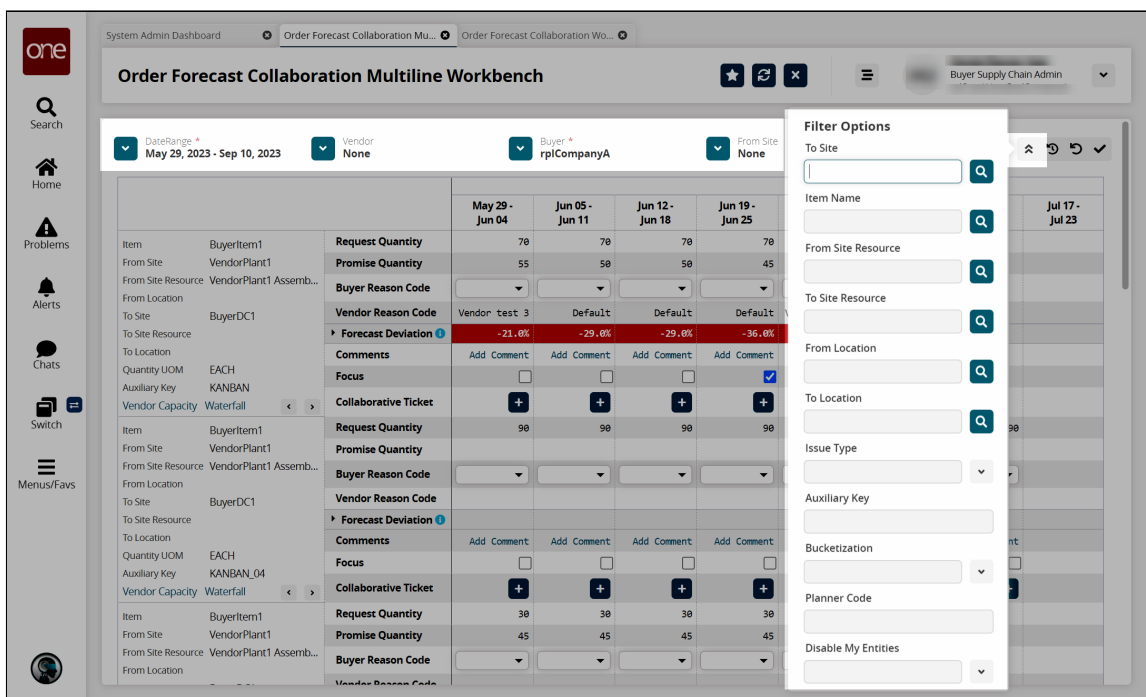 one
System Admin Dashboard
Order Forecast Collaboration Mu...
Order Forecast Collaboration Wo...
Order Forecast Collaboration Multiline Workbench
Buyer Supply Chain Admin
Search
Home
Problems
Alerts
Chats
Switch
Menus/Favs
DateRange *
May 29, 2023 - Sep 10, 2023
Vendor
None
Buyer *
rplCompanyA
From Site
None
Filter Options
To Site
Item Name
From Site Resource
To Site Resource
From Location
To Location
Issue Type
Auxiliary Key
Bucketization
Planner Code
Disable My Entities
May 29 - Jun 04
Jun 05 - Jun 11
Jun 12 - Jun 18
Jun 19 - Jun 25
Jul 17 - Jul 23
Item BuyerItem1
From Site VendorPlant1
From Site Resource VendorPlant1 Assemb...
From Location
To Site BuyerDC1
To Site Resource
To Location
Quantity UOM EACH
Auxiliary Key KANBAN
Vendor Capacity Waterfall
Request Quantity 70 70 70 70
Promise Quantity 55 50 50 45
Buyer Reason Code
Vendor Reason Code Vendor test 3 Default Default Default
Forecast Deviation -21.0% -29.0% -29.0% -36.0%
Comments Add Comment Add Comment Add Comment Add Comment
Focus
Collaborative Ticket
Item BuyerItem1
From Site VendorPlant1
From Site Resource VendorPlant1 Assemb...
From Location
To Site BuyerDC1
To Site Resource
To Location
Quantity UOM EACH
Auxiliary Key KANBAN_04
Vendor Capacity Waterfall
Request Quantity 90 90 90 90 90
Promise Quantity
Buyer Reason Code
Vendor Reason Code
Forecast Deviation
Comments Add Comment Add Comment Add Comment Add Comment
Focus
Collaborative Ticket
Item BuyerItem1
From Site VendorPlant1
From Site Resource VendorPlant1 Assemb...
From Location
Request Quantity 30 30 30 30
Promise Quantity 45 45 45 45
Buyer Reason Code
Vendor Reason Code